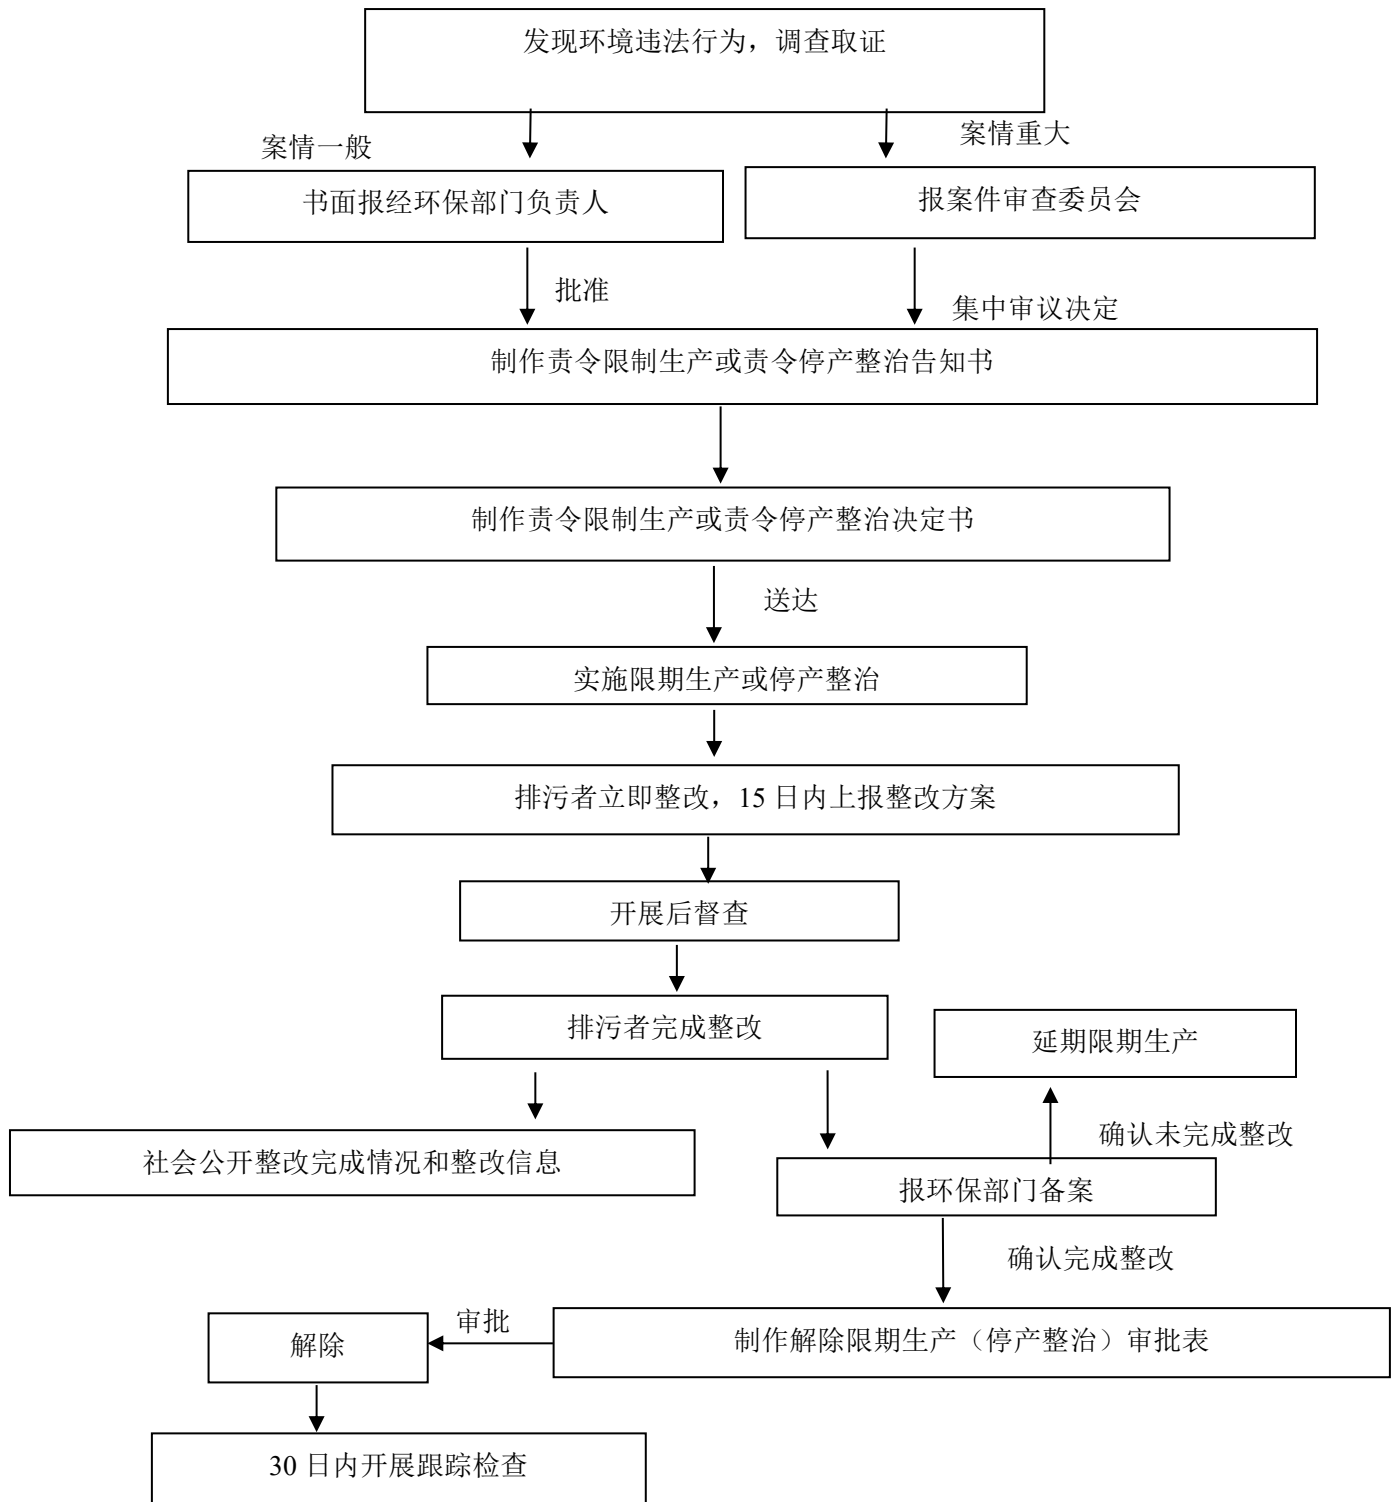 发现环境违法行为，调查取证
案情一般
案情重大
书面报经环保部门负责人
报案件审查委员会
批准
集中审议决定
制作责令限制生产或责令停产整治告知书
制作责令限制生产或责令停产整治决定书
送达
实施限期生产或停产整治
排污者立即整改，15 日内上报整改方案
开展后督查
排污者完成整改
延期限期生产
确认未完成整改
社会公开整改完成情况和整改信息
报环保部门备案
确认完成整改
审批
解除
制作解除限期生产（停产整治）审批表
30 日内开展跟踪检查